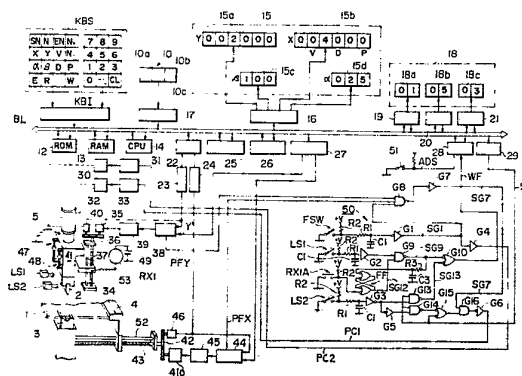 KBS
15a 15 15b
SN N EN N. 7 8 9
X Y V N- 4 5 6
α β D P 1 2 3
E R W 0 - CL
10a 10 10b
Y 0 0 2 0 0 0 X 0 0 4 0 0 0
V D P
15c 15d
β 1 0 0 α 0 2 5
18
18a 18b 18c
0 1 0 5 0 3
KBI 10c
17 16 19 20 21
BL
ROM RAM CPU
12 14 51 28 29
ADS
13 31 22 24 25 26 27
30 32 33 23
WF
G7
G8 SG7
5 40 35 Y
50
FSW R2 R1 G1 SG1 G4
47 36 39 38
LS1 C1
48 41 37 49 PFY
C1 R1 G2 G9 SG9 G10
LS1 RX1 RX1A R2 R3
LS2 53 FF SG13
2 34 R2 SG12 G13 G15 SG7
4 PFX LS2 G3 G14
1 R1 C1 G5 G16 G6
3 52 46 PC1
43 42 45 44 PC2
41a